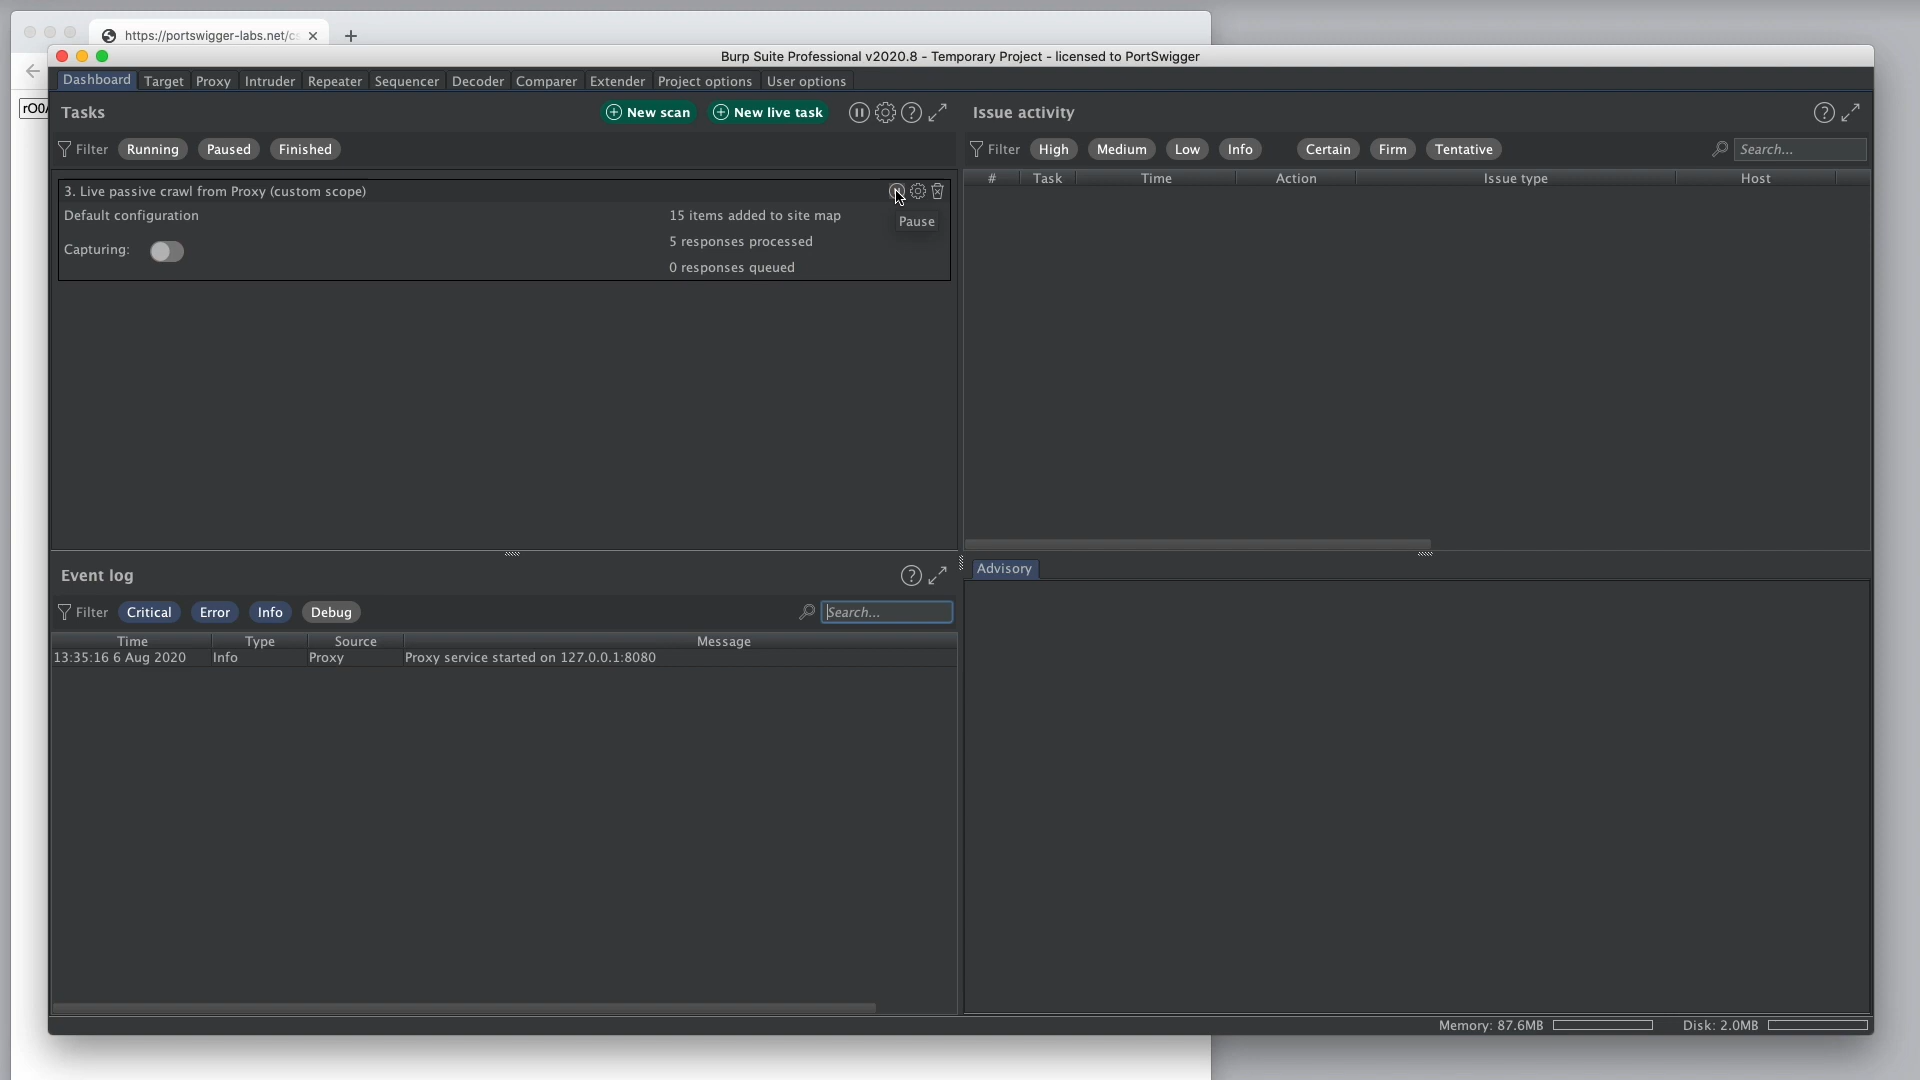 https://portswigger-labs.net/cs
Burp Suite Professional v2020.8 - Temporary Project - licensed to PortSwigger
Dashboard Target Proxy Intruder Repeater Sequencer Decoder Comparer Extender Project options User options
rO0A
Tasks
New scan
New live task
Issue activity
Filter Running Paused Finished
Filter High Medium Low Info Certain Firm Tentative Search...
# Task Time Action Issue type Host
3. Live passive crawl from Proxy (custom scope)
Default configuration
15 items added to site map
Pause
5 responses processed
Capturing:
0 responses queued
Event log
Advisory
Filter Critical Error Info Debug Search...
Time Type Source Message
13:35:16 6 Aug 2020 Info Proxy Proxy service started on 127.0.0.1:8080
Memory: 87.6MB Disk: 2.0MB